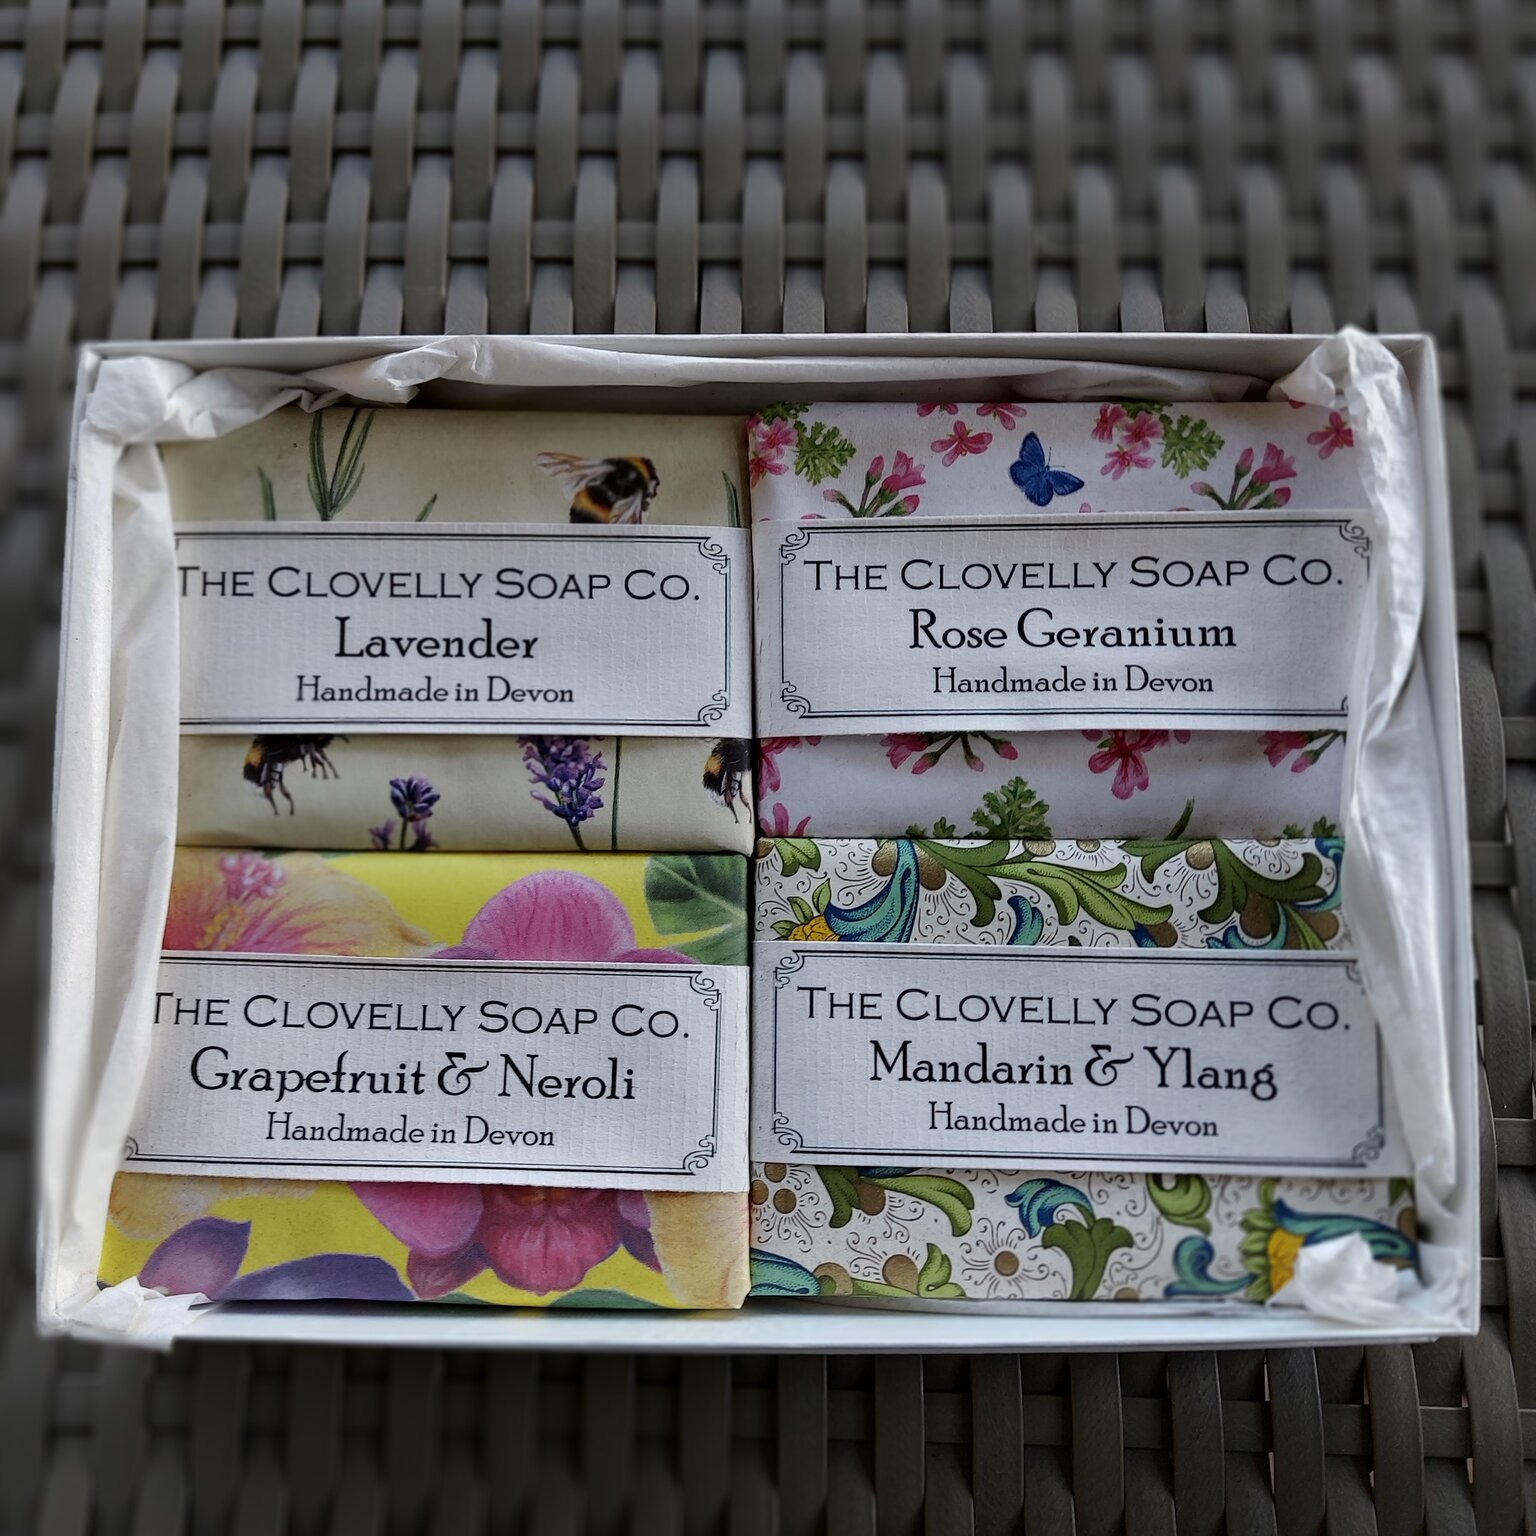 THE CLOVELLY SOAP CO.
Lavender
Handmade in Devon
THE CLOVELLY SOAP CO.
Rose Geranium
Handmade in Devon
THE CLOVELLY SOAP CO.
Grapefruit & Neroli
Handmade in Devon
THE CLOVELLY SOAP CO.
Mandarin & Ylang
Handmade in Devon